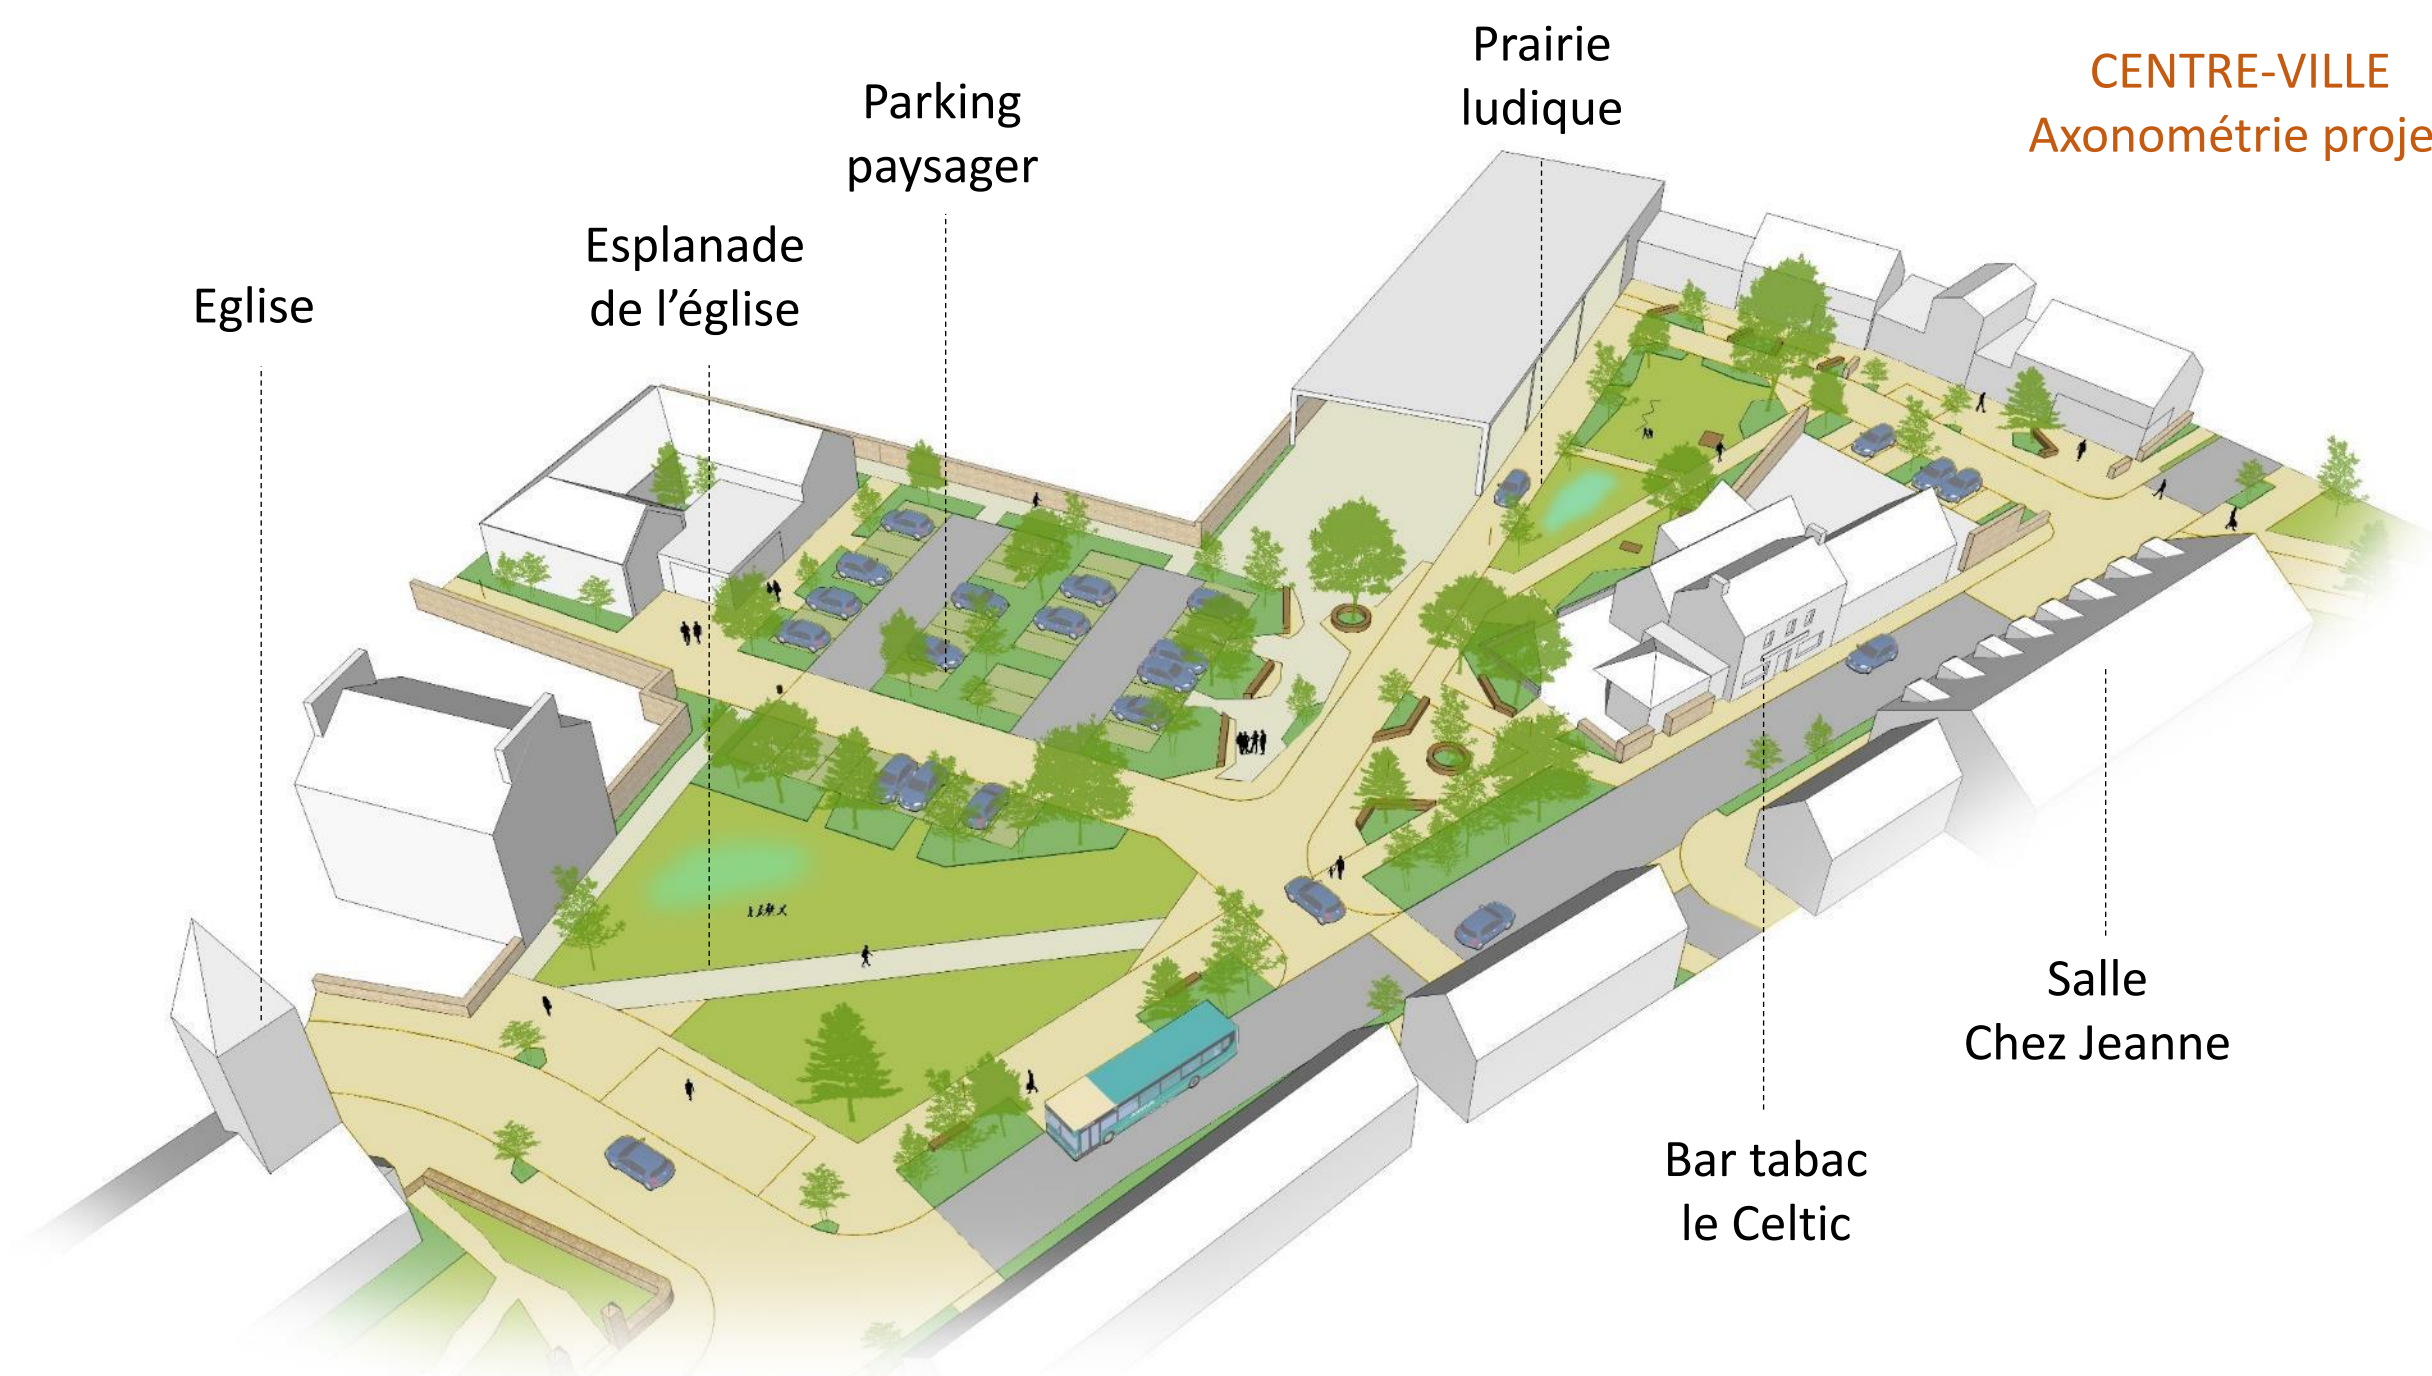 Prairie
ludique
CENTRE-VILLE
Axonométrie proje
Parking
paysager
Esplanade
de l’église
Eglise
Salle
Chez Jeanne
Bar tabac
le Celtic